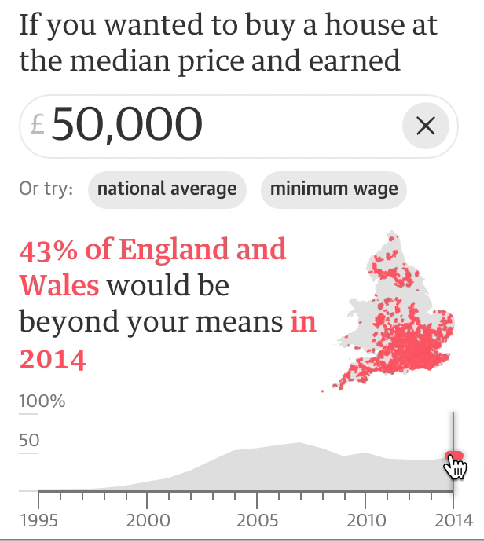 If you wanted to buy a house at
the median price and earned
£ 50,000
Or try: national average minimum wage
43% of England and
Wales would be
beyond your means in
2014
100%
50
1995 2000 2005 2010 2014